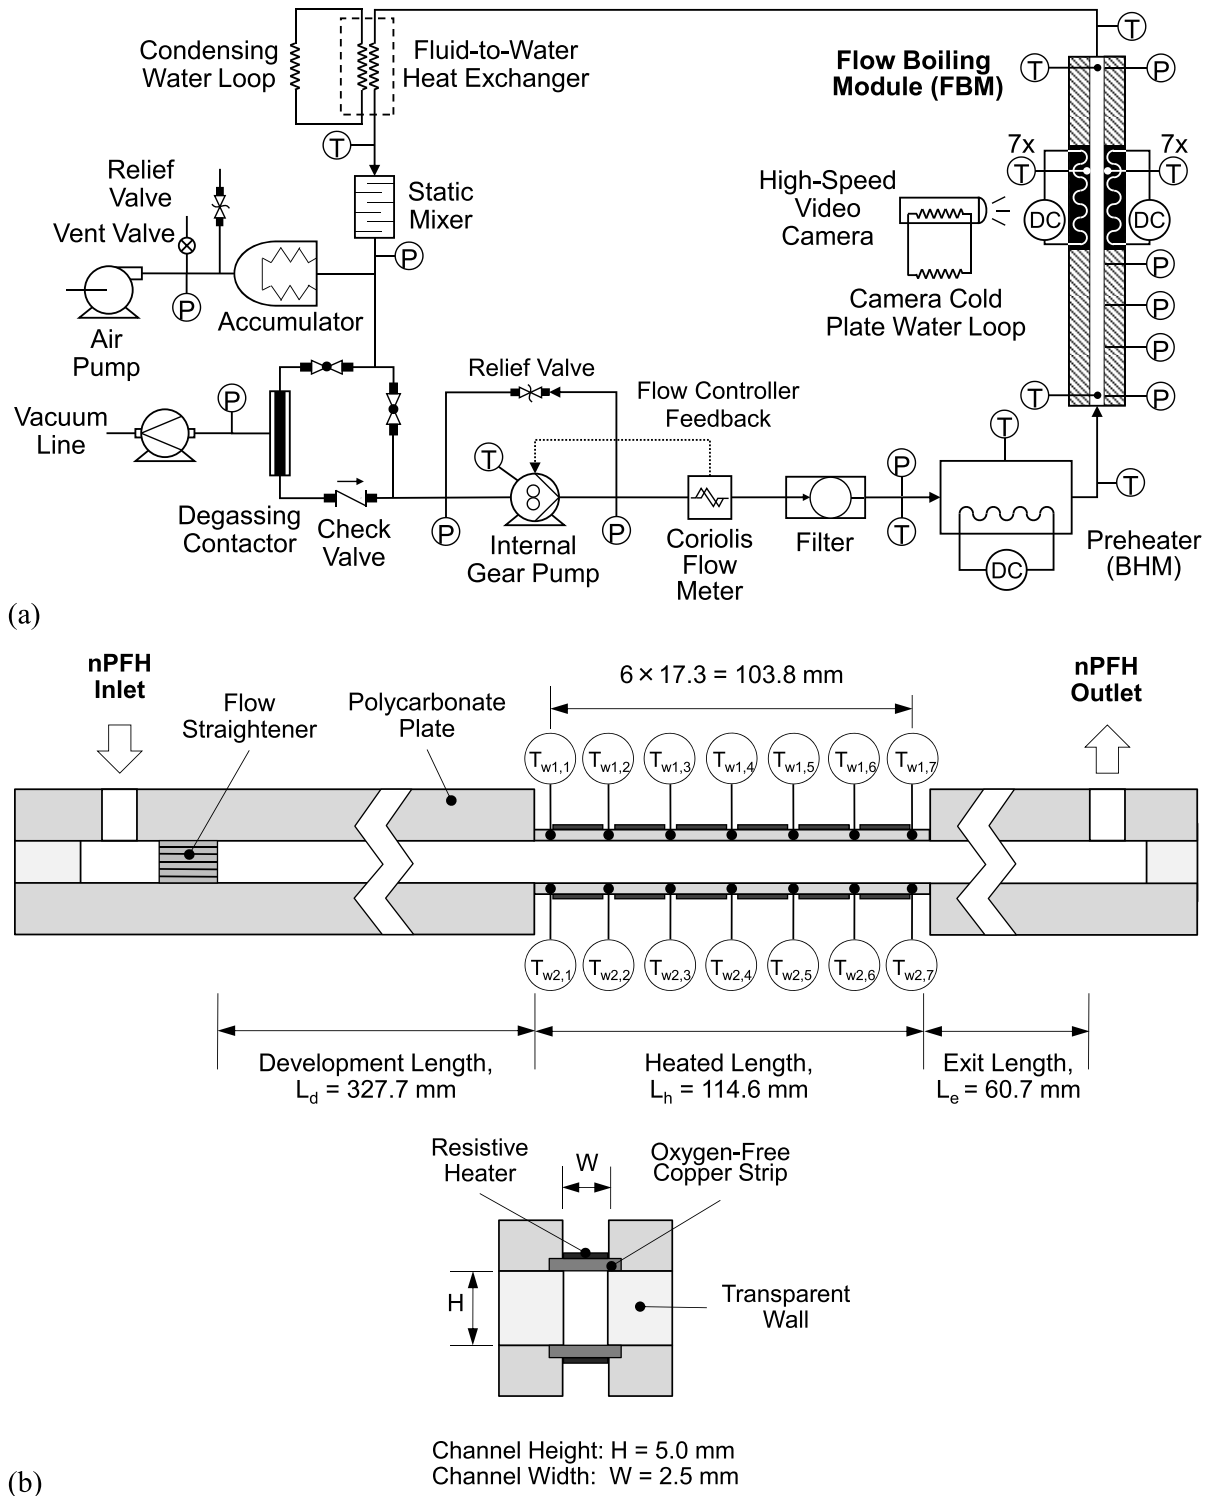 Condensing
Water Loop
Fluid-to-Water
Heat Exchanger
T
Flow Boiling
Module (FBM)
T
P
T
Relief
Valve
Vent Valve
Static
Mixer
P
High-Speed
Video
Camera
7x
7x
T
T
DC
DC
P
Air
Pump
P
Accumulator
Camera Cold
Plate Water Loop
P
P
Relief Valve
Flow Controller
Feedback
T
P
Vacuum
Line
P
T
T
P
T
Degassing
Contactor
Check
Valve
P
Internal
Gear Pump
P
Coriolis
Flow
Meter
Filter
T
DC
Preheater
(BHM)
(a)
nPFH
Inlet
Flow
Straightener
Polycarbonate
Plate
6 × 17.3 = 103.8 mm
nPFH
Outlet
Tw1,1
Tw1,2
Tw1,3
Tw1,4
Tw1,5
Tw1,6
Tw1,7
Tw2,1
Tw2,2
Tw2,3
Tw2,4
Tw2,5
Tw2,6
Tw2,7
Development Length,
Ld = 327.7 mm
Heated Length,
Lh = 114.6 mm
Exit Length,
Le = 60.7 mm
Resistive
Heater
W
Oxygen-Free
Copper Strip
H
Transparent
Wall
Channel Height: H = 5.0 mm
Channel Width: W = 2.5 mm
(b)